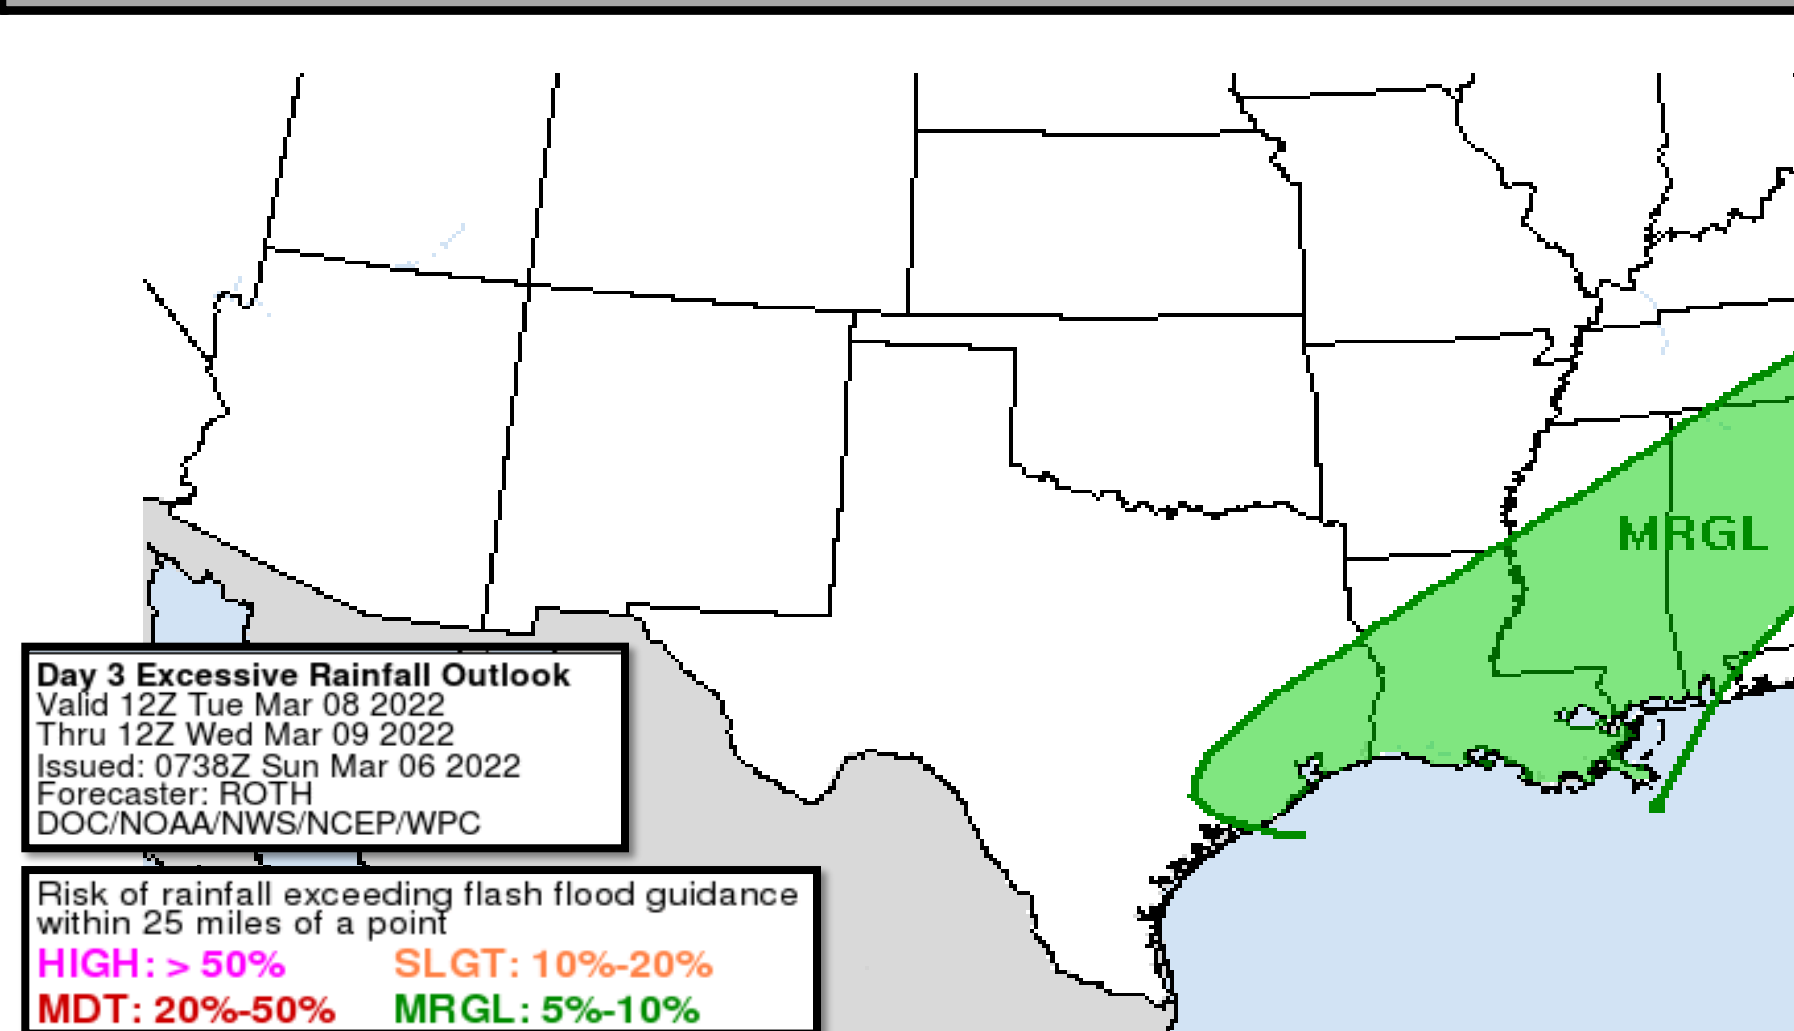 MRGL
Day 3 Excessive Rainfall Outlook
Valid 12Z Tue Mar 08 2022
Thru 12Z Wed Mar 09 2022
Issued: 0738Z Sun Mar 06 2022
Forecaster: ROTH
DOC/NOAA/NWS/NCEP/WPC
Risk of rainfall exceeding flash flood guidance
within 25 miles of a point
HIGH: > 50% SLGT: 10%-20%
MDT: 20%-50% MRGL: 5%-10%